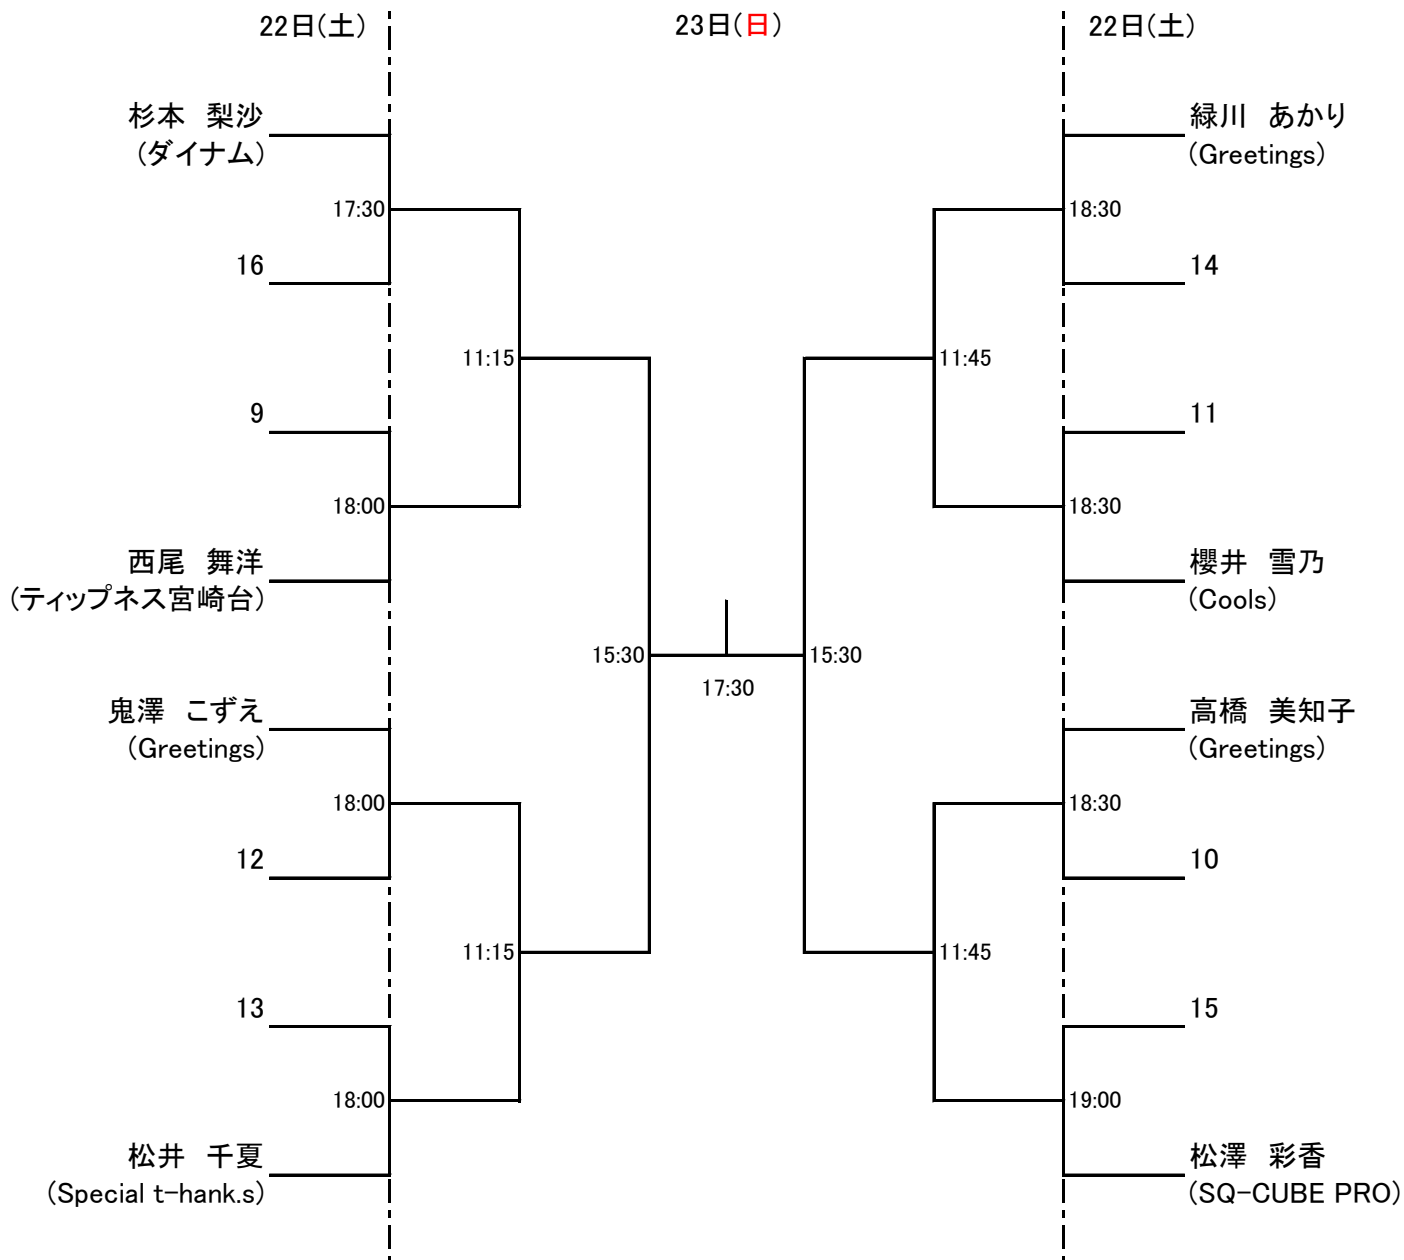 22日(土)
23日(日)
22日(土)
杉本　梨沙
(ダイナム)
17:30
16
11:15
9
18:00
西尾　舞洋
(ティップネス宮崎台)
15:30
鬼澤　こずえ
(Greetings)
18:00
12
11:15
13
18:00
松井　千夏
(Special t-hank.s)
17:30
緑川　あかり
(Greetings)
18:30
14
11:45
11
18:30
櫻井　雪乃
(Cools)
15:30
高橋　美知子
(Greetings)
18:30
10
11:45
15
19:00
松澤　彩香
(SQ-CUBE PRO)